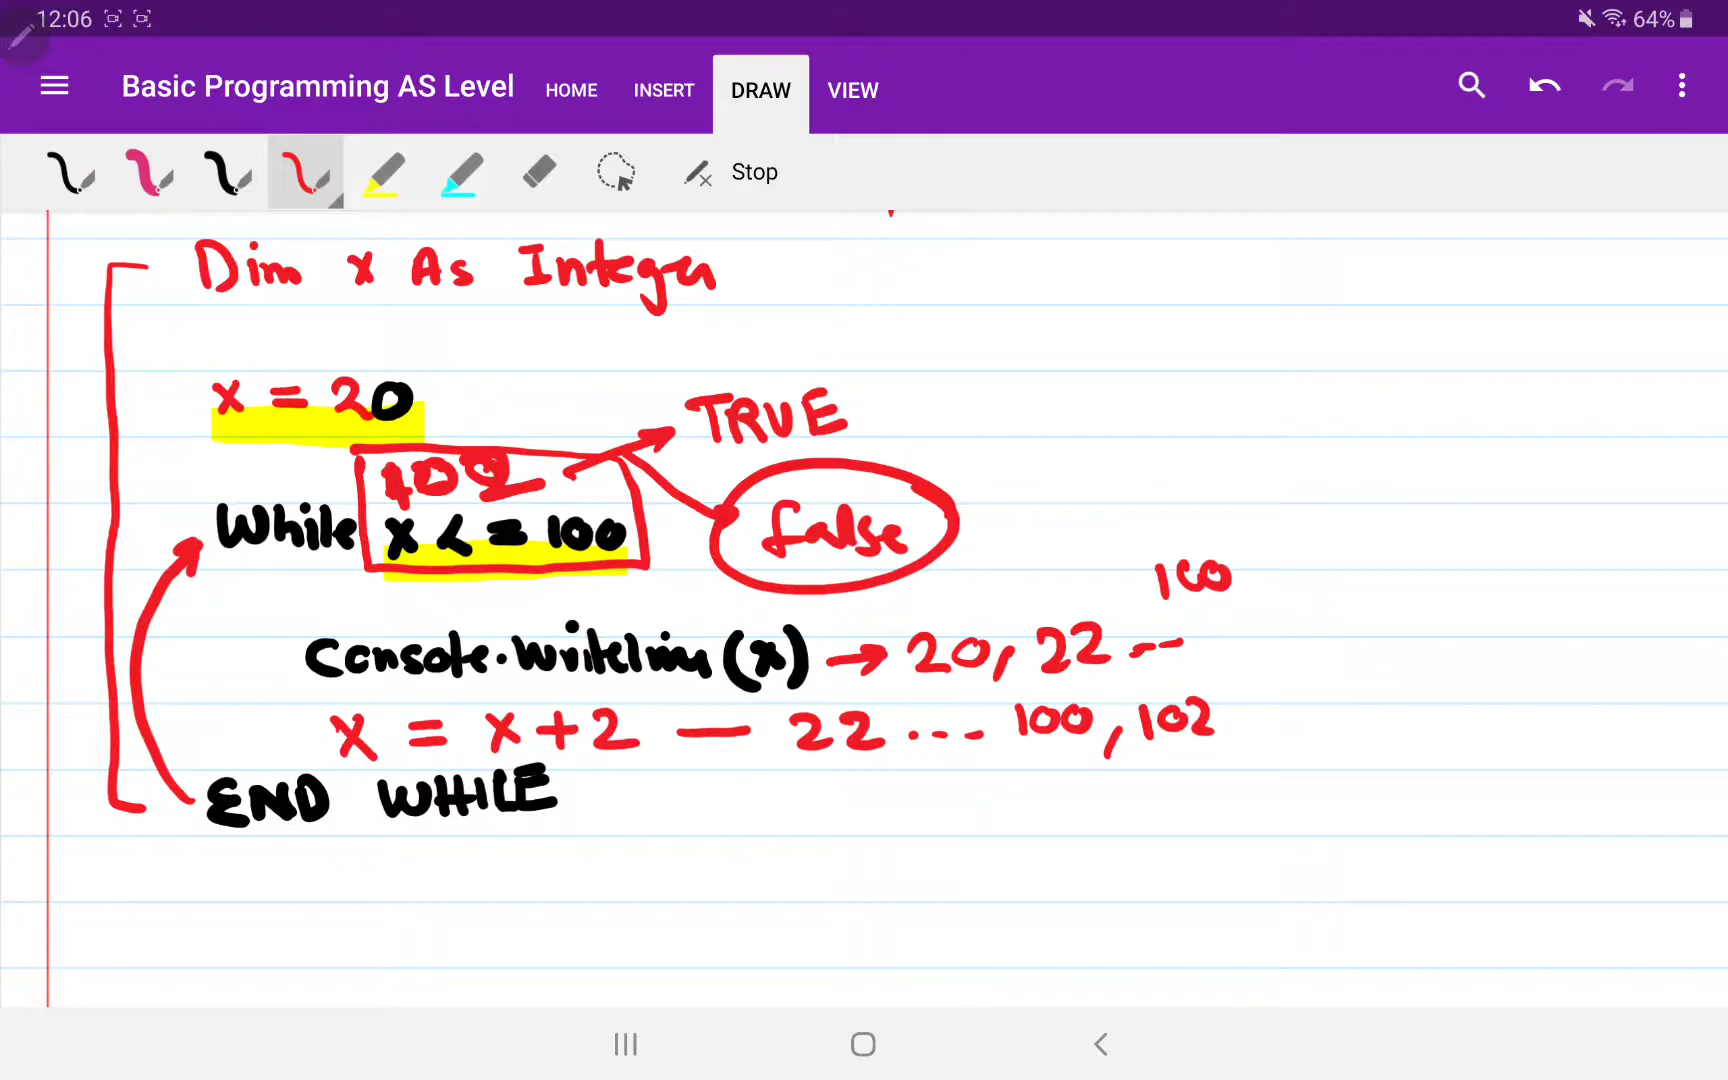 12:06 64%
Basic Programming AS Level HOME INSERT DRAW VIEW
Stop
Dim x As Integer
x = 20
TRUE
102
While x <= 100 false
100
Console.Writeline(x) → 20, 22 ...
x = x + 2 — 22 ... 100, 102
END WHILE